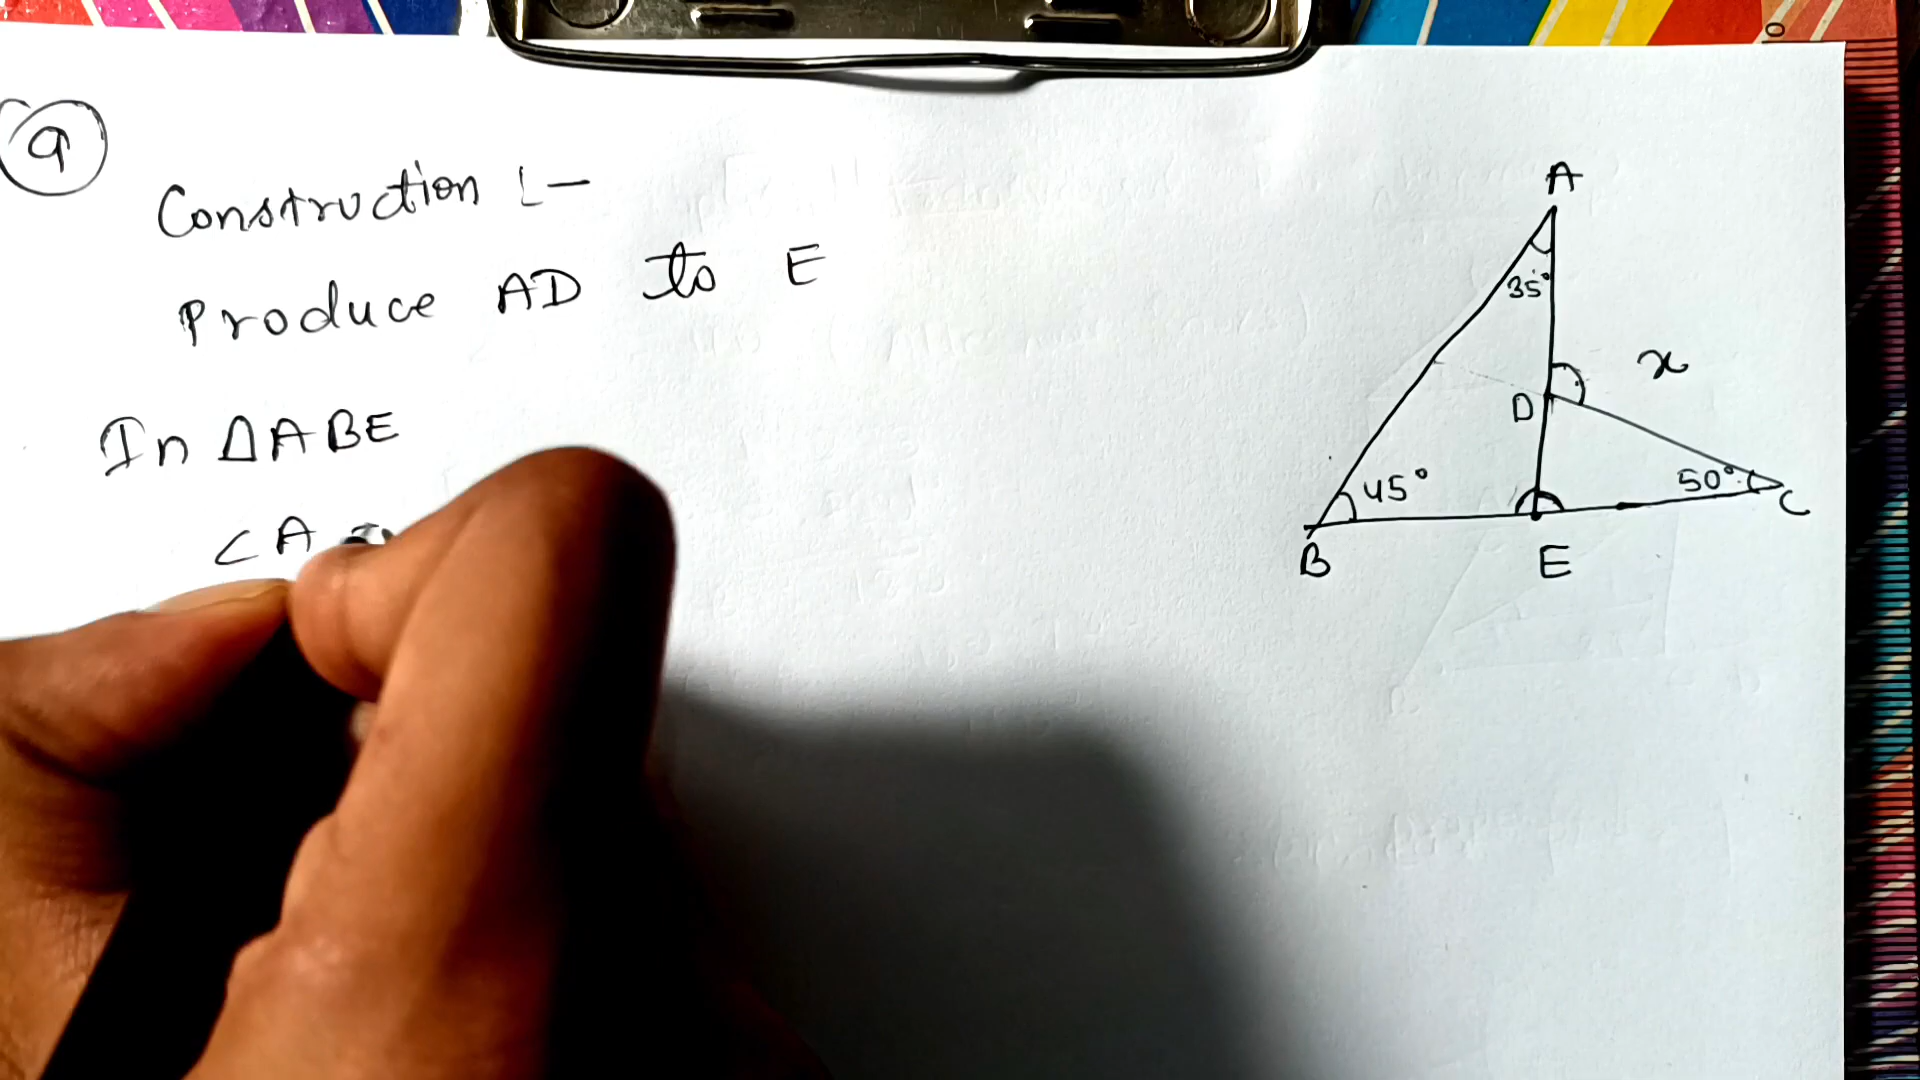 9
Construction :-
Produce AD to E
In ΔABE
∠A
A
35°
x
D
45°
50°
C
B
E